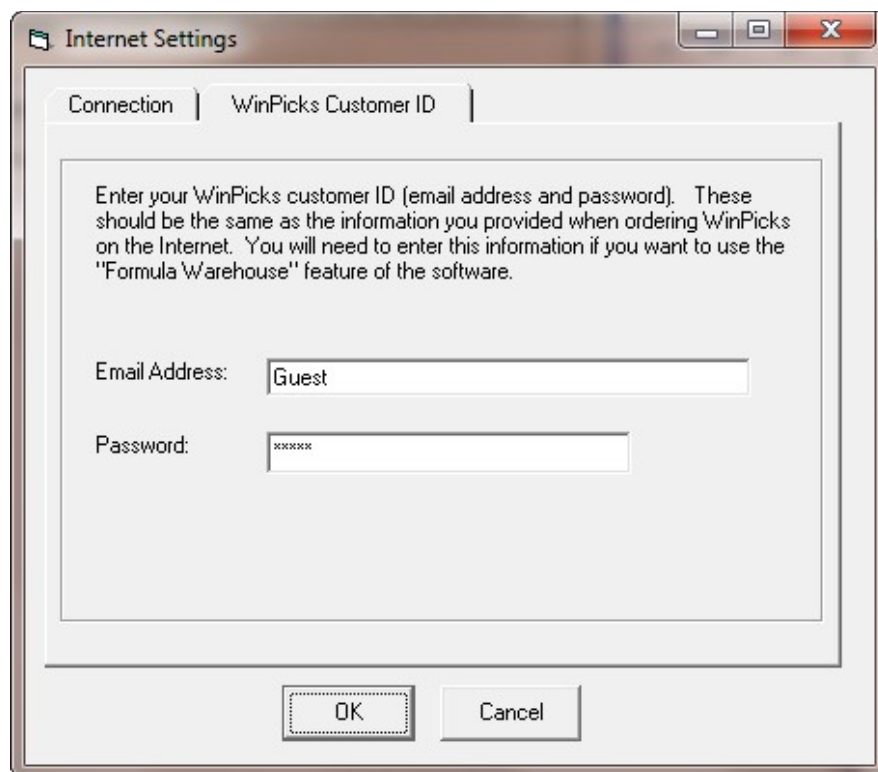 Internet Settings
Connection
WinPicks Customer ID
Enter your WinPicks customer ID (email address and password).   These
should be the same as the information you provided when ordering WinPicks
on the Internet.  You will need to enter this information if you want to use the
"Formula Warehouse" feature of the software.
Email Address:
Guest
Password:
*****
OK
Cancel